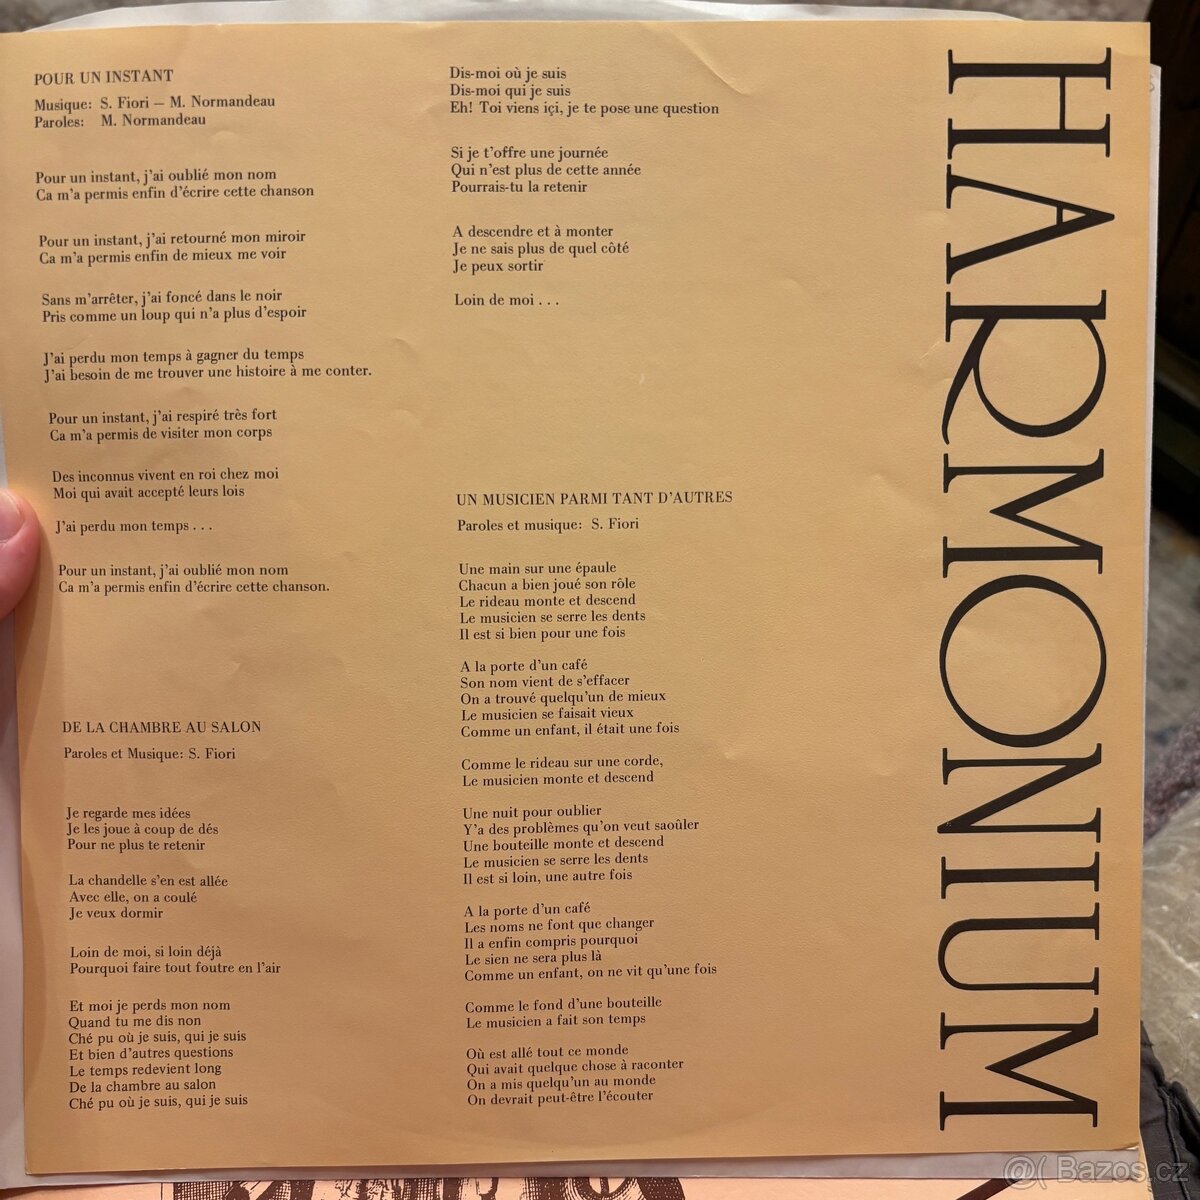 POUR UN INSTANT
Musique: S. Fiori — M. Normandeau
Paroles: M. Normandeau
Pour un instant, j'ai oublié mon nom
Ca m'a permis enfin d'écrire cette chanson
Pour un instant, j'ai retourné mon miroir
Ca m'a permis enfin de mieux me voir
Sans m'arrêter, j'ai foncé dans le noir
Pris comme un loup qui n'a plus d'espoir
J'ai perdu mon temps à gagner du temps
J'ai besoin de me trouver une histoire à me conter.
Pour un instant, j'ai respiré très fort
Ca m'a permis de visiter mon corps
Des inconnus vivent en roi chez moi
Moi qui avait accepté leurs lois
J'ai perdu mon temps . . .
Pour un instant, j'ai oublié mon nom
Ca m'a permis enfin d'écrire cette chanson.
DE LA CHAMBRE AU SALON
Paroles et Musique: S. Fiori
Je regarde mes idées
Je les joue à coup de dés
Pour ne plus te retenir
La chandelle s'en est allée
Avec elle, on a coulé
Je veux dormir
Loin de moi, si loin déjà
Pourquoi faire tout foutre en l'air
Et moi je perds mon nom
Quand tu me dis non
Ché pu où je suis, qui je suis
Et bien d'autres questions
Le temps redevient long
De la chambre au salon
Ché pu où je suis, qui je suis
Dis-moi où je suis
Dis-moi qui je suis
Eh! Toi viens içi, je te pose une question
Si je t'offre une journée
Qui n'est plus de cette année
Pourrais-tu la retenir
A descendre et à monter
Je ne sais plus de quel côté
Je peux sortir
Loin de moi . . .
UN MUSICIEN PARMI TANT D'AUTRES
Paroles et musique: S. Fiori
Une main sur une épaule
Chacun a bien joué son rôle
Le rideau monte et descend
Le musicien se serre les dents
Il est si bien pour une fois
A la porte d'un café
Son nom vient de s'effacer
On a trouvé quelqu'un de mieux
Le musicien se faisait vieux
Comme un enfant, il était une fois
Comme le rideau sur une corde,
Le musicien monte et descend
Une nuit pour oublier
Y'a des problèmes qu'on veut saoûler
Une bouteille monte et descend
Le musicien se serre les dents
Il est si loin, une autre fois
A la porte d'un café
Les noms ne font que changer
Il a enfin compris pourquoi
Le sien ne sera plus là
Comme un enfant, on ne vit qu'une fois
Comme le fond d'une bouteille
Le musicien a fait son temps
Où est allé tout ce monde
Qui avait quelque chose à raconter
On a mis quelqu'un au monde
On devrait peut-être l'écouter
HARMONIUM
@( Bazos.cz